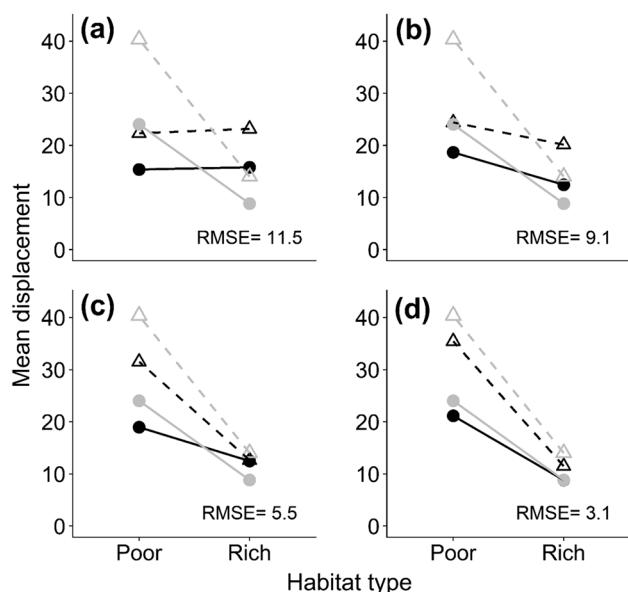 (a)
(b)
40
30
20
10
0
RMSE= 11.5
40
30
20
10
0
RMSE= 9.1
Mean displacement
(c)
(d)
40
30
20
10
0
RMSE= 5.5
40
30
20
10
0
RMSE= 3.1
Poor Rich
Poor Rich
Habitat type